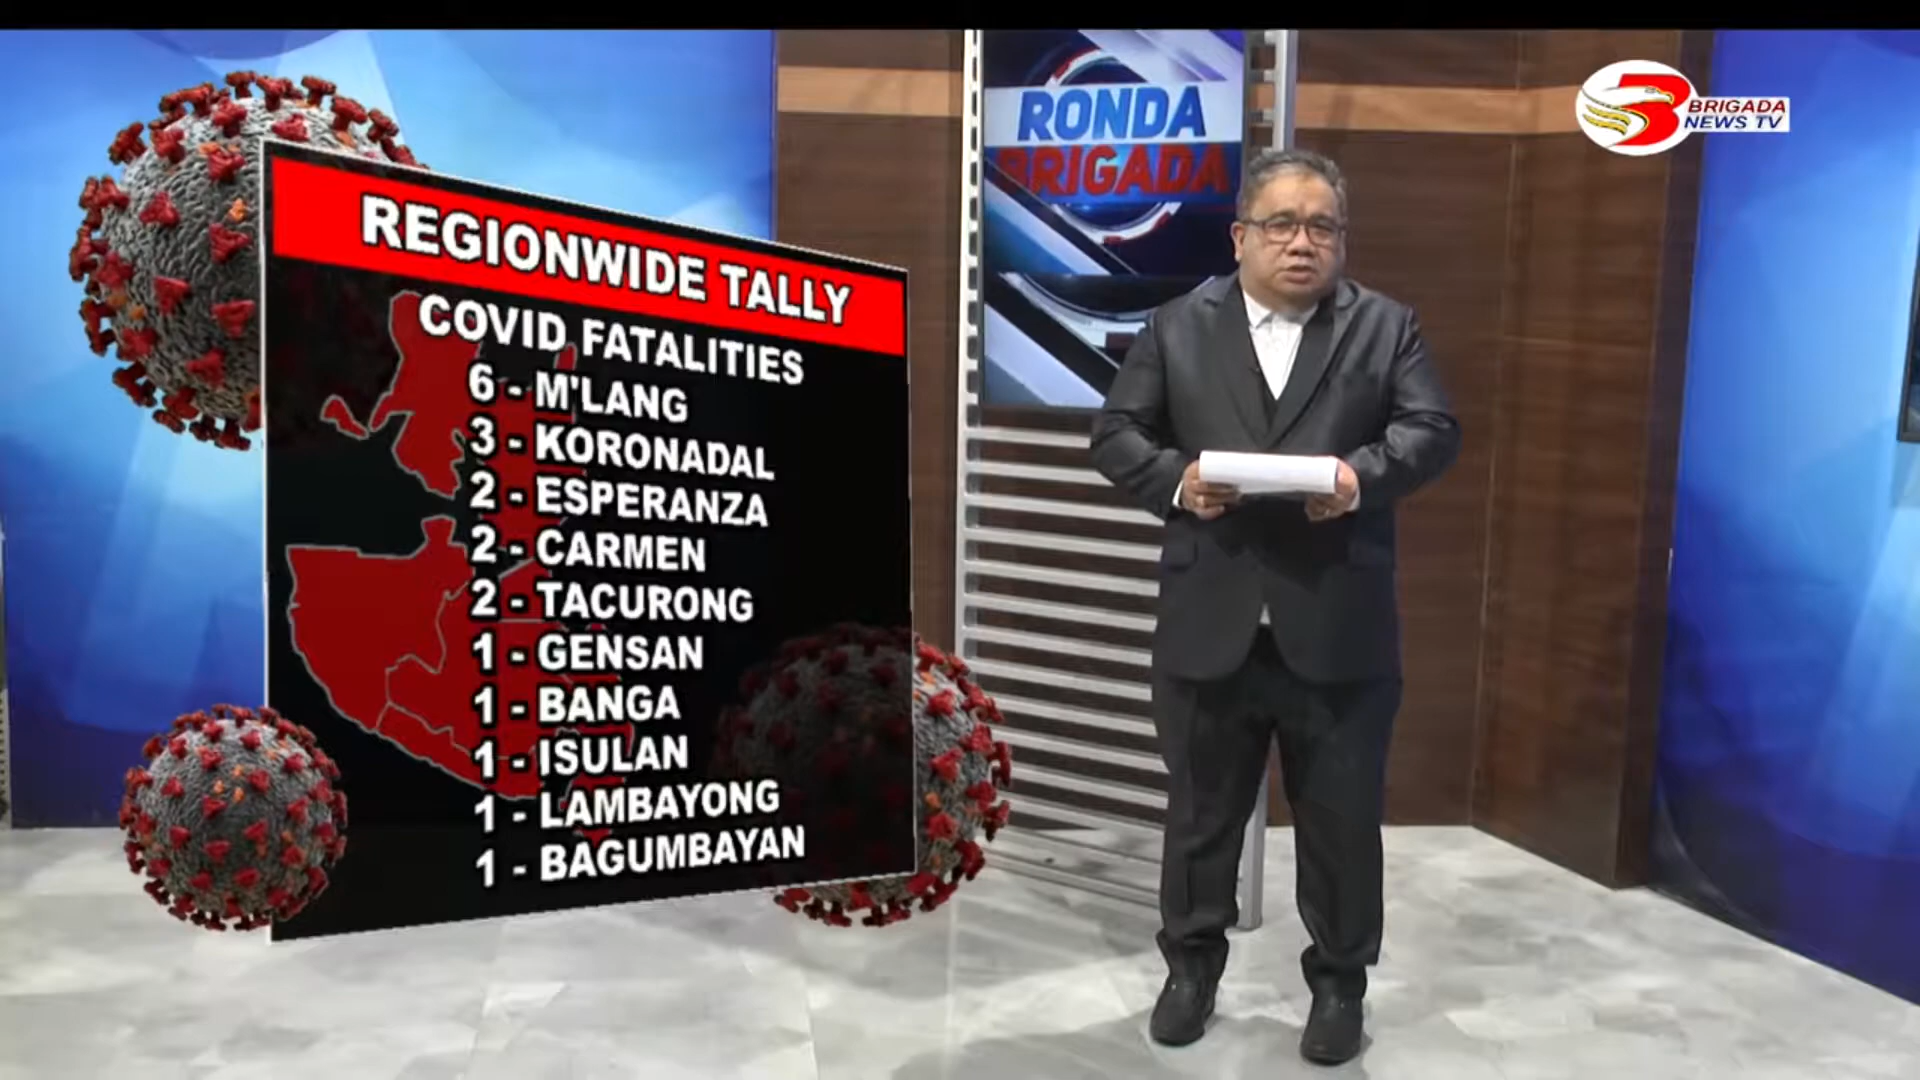 REGIONWIDE TALLY
COVID FATALITIES
6 - M'LANG
3 - KORONADAL
2 - ESPERANZA
2 - CARMEN
2 - TACURONG
1 - GENSAN
1 - BANGA
1 - ISULAN
1 - LAMBAYONG
1 - BAGUMBAYAN
RONDA
BRIGADA
BRIGADA
NEWS TV